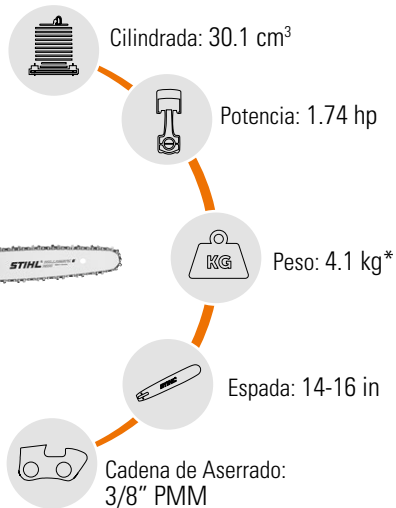 Cilindrada: 30.1 cm³
Potencia: 1.74 hp
STIHL
KG
Peso: 4.1 kg*
STIHL
Espada: 14-16 in
Cadena de Aserrado:
3/8” PMM